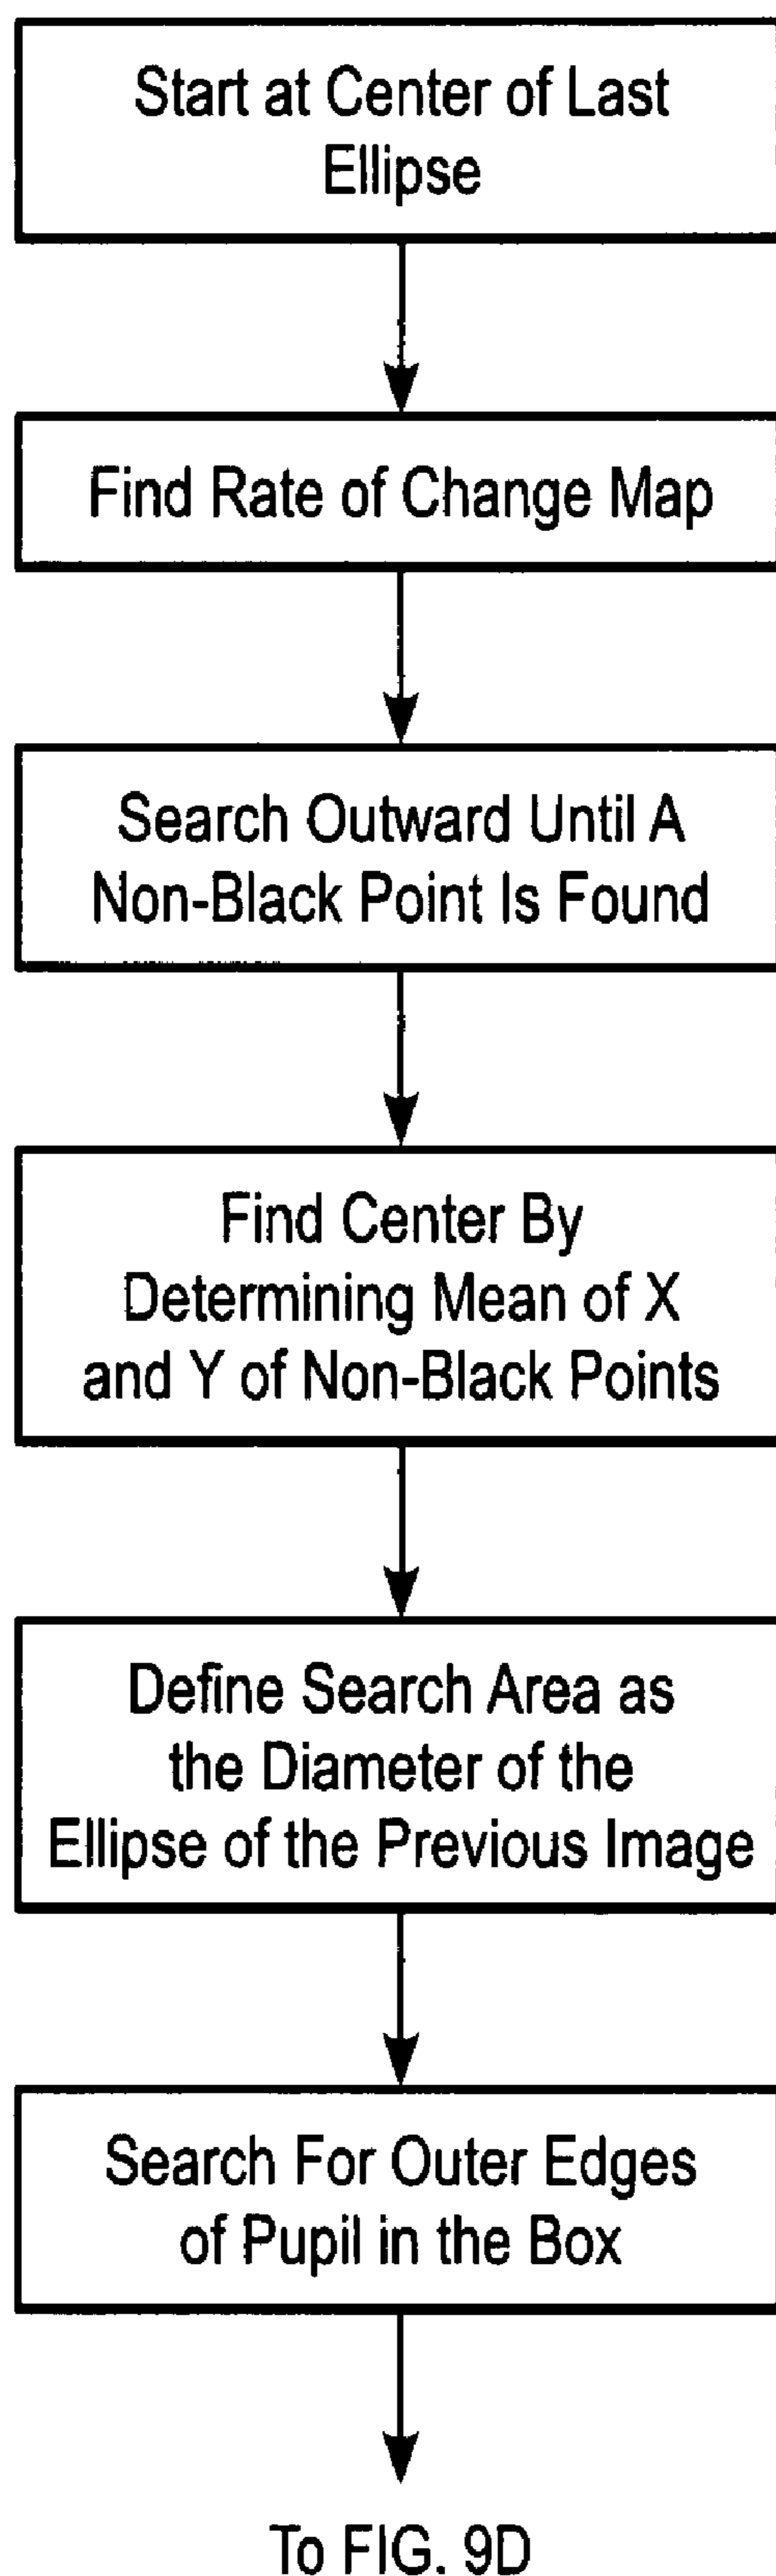 Start at Center of Last
Ellipse
Find Rate of Change Map
Search Outward Until A
Non-Black Point Is Found
Find Center By
Determining Mean of X
and Y of Non-Black Points
Define Search Area as
the Diameter of the
Ellipse of the Previous Image
Search For Outer Edges
of Pupil in the Box
To FIG. 9D